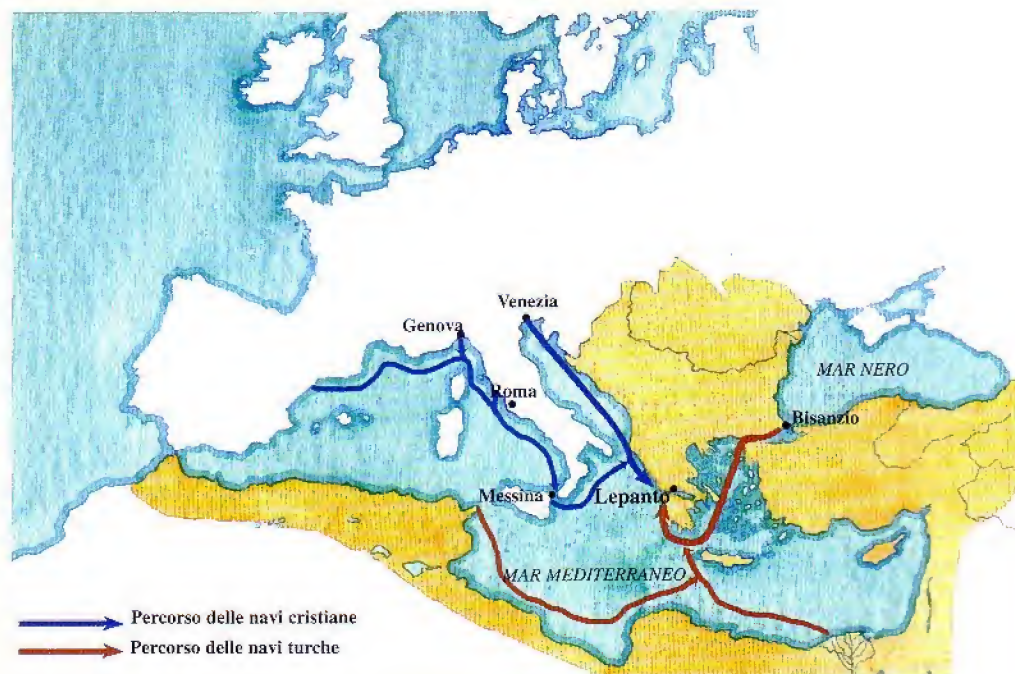 Venezia
Genova
MAR NERO
Roma
Bisanzio
Messina
Lepanto
MAR MEDITERRANEO
Percorso delle navi cristiane
Percorso delle navi turche